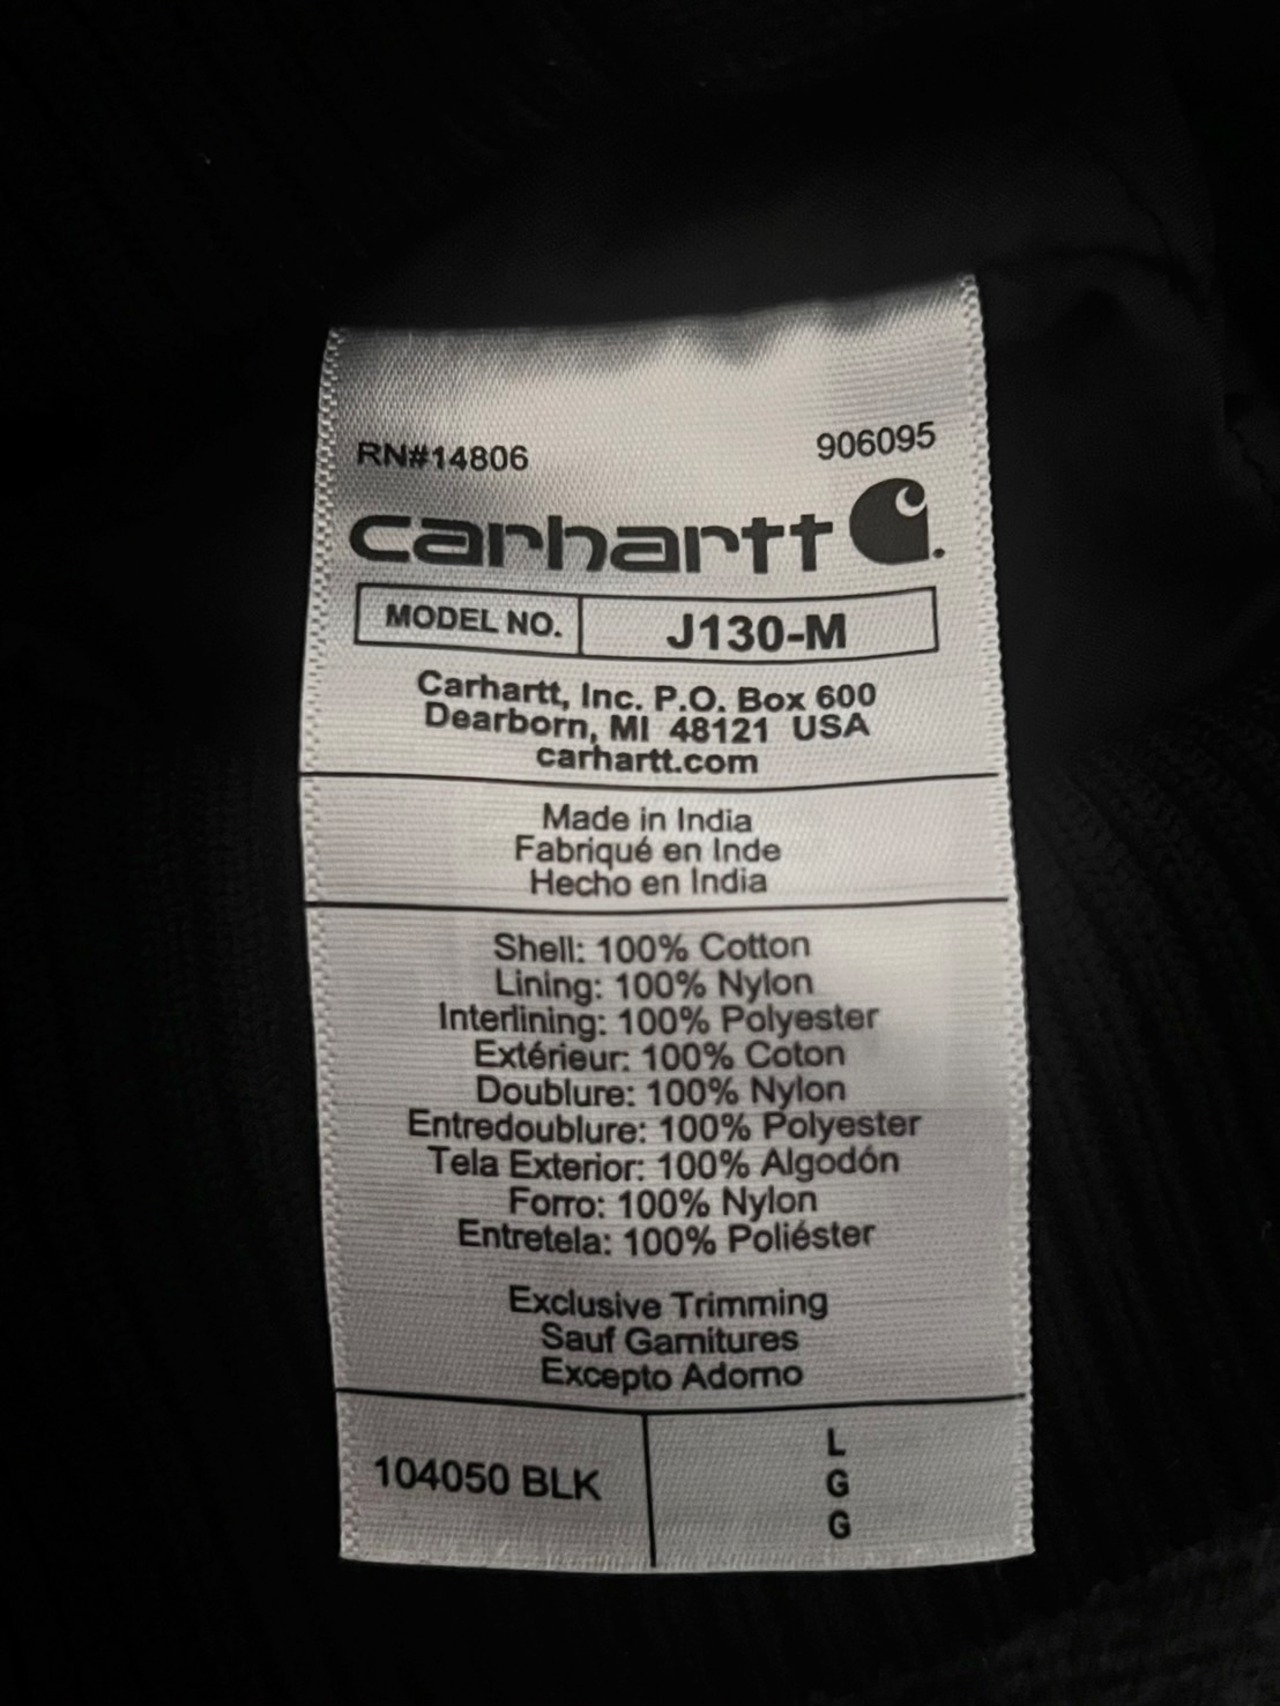 RN#14806 906095
carhartt
MODEL NO. J130-M
Carhartt, Inc. P.O. Box 600
Dearborn, MI 48121 USA
carhartt.com
Made in India
Fabriqué en Inde
Hecho en India
Shell: 100% Cotton
Lining: 100% Nylon
Interlining: 100% Polyester
Extérieur: 100% Coton
Doublure: 100% Nylon
Entredoublure: 100% Polyester
Tela Exterior: 100% Algodón
Forro: 100% Nylon
Entretela: 100% Poliéster
Exclusive Trimming
Sauf Garnitures
Excepto Adorno
104050 BLK
L
G
G